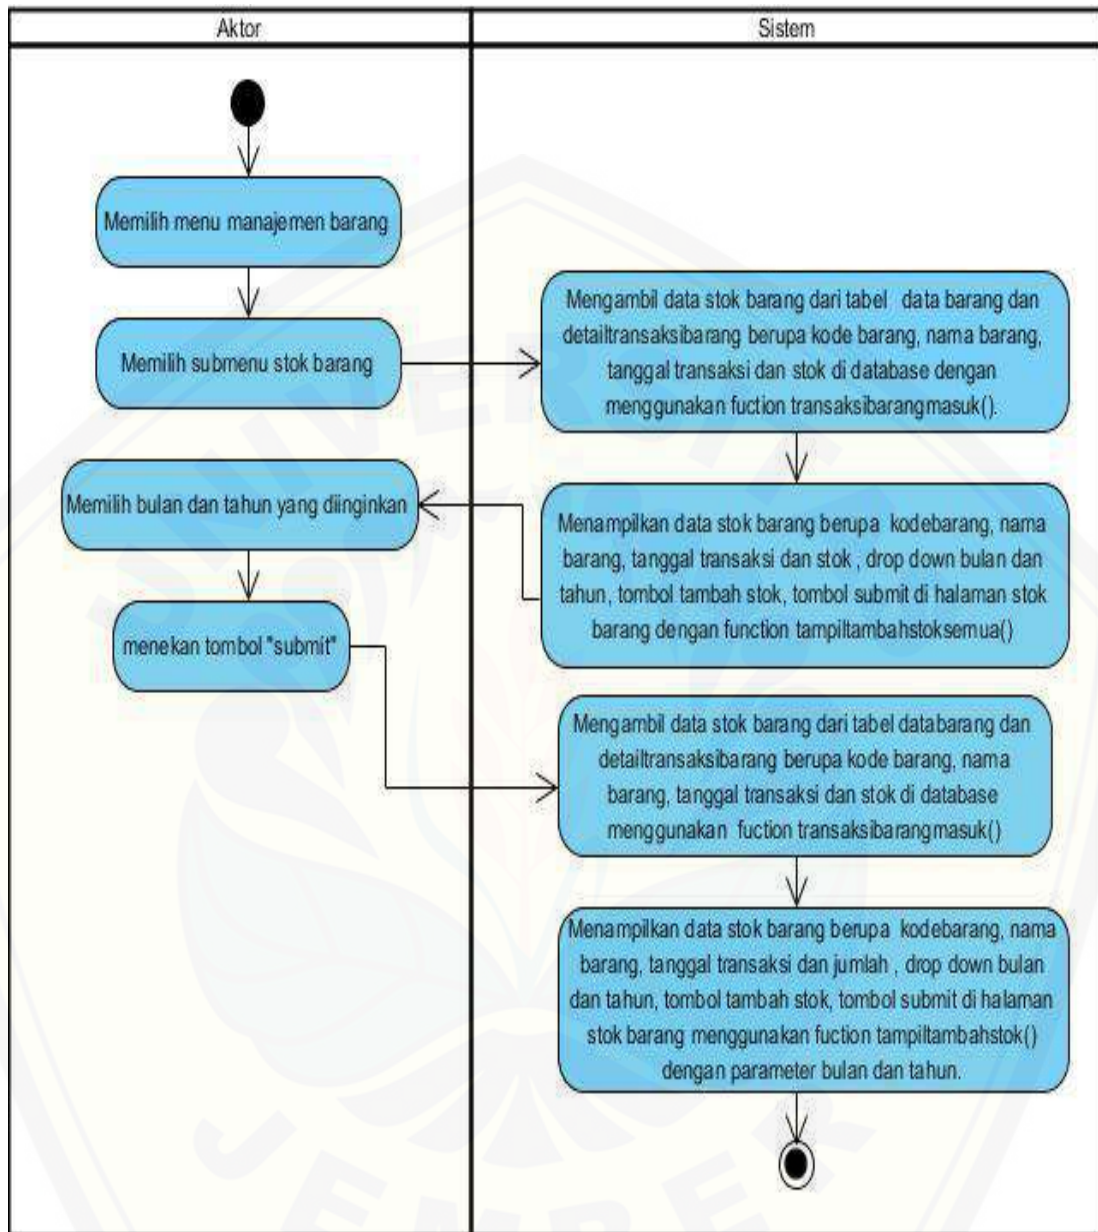 Aktor
Sistem
Memilih menu manajemen barang
Memilih submenu stok barang
Mengambil data stok barang dari tabel data barang dan
detailtransaksibarang berupa kode barang, nama barang,
tanggal transaksi dan stok di database dengan
menggunakan fuction transaksibarangmasuk().
Menampilkan data stok barang berupa kodebarang, nama
barang, tanggal transaksi dan stok , drop down bulan dan
tahun, tombol tambah stok, tombol submit di halaman stok
barang dengan function tampiltambahstoksemua()
Memilih bulan dan tahun yang diinginkan
menekan tombol "submit"
Mengambil data stok barang dari tabel databarang dan
detailtransaksibarang berupa kode barang, nama
barang, tanggal transaksi dan stok di database
menggunakan fuction transaksibarangmasuk()
Menampilkan data stok barang berupa kodebarang, nama
barang, tanggal transaksi dan jumlah , drop down bulan
dan tahun, tombol tambah stok, tombol submit di halaman
stok barang menggunakan fuction tampiltambahstok()
dengan parameter bulan dan tahun.
UNIVERSIT
JEMBER